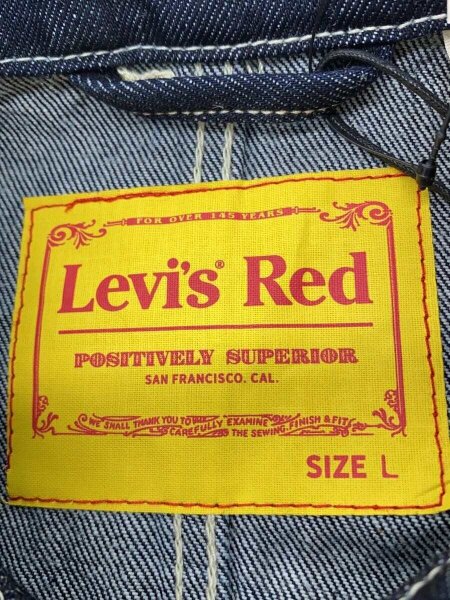 FOR OVER 145 YEARS
Levi's® Red
POSITIVELY SUPERIOR
SAN FRANCISCO. CAL.
WE SHALL THANK YOU TO
CAREFULLY EXAMINE
THE SEWING, FINISH & FIT
SIZE L